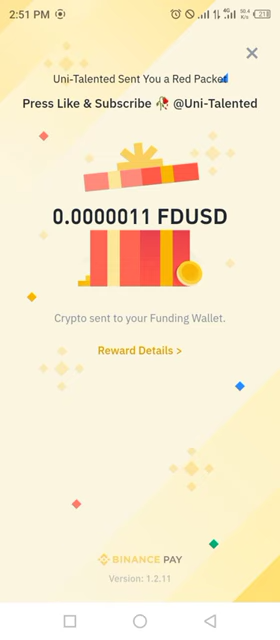 2:51 PM
Uni-Talented Sent You a Red Packet
Press Like & Subscribe 🥀 @Uni-Talented
0.0000011 FDUSD
Crypto sent to your Funding Wallet.
Reward Details >
BINANCE PAY
Version: 1.2.11